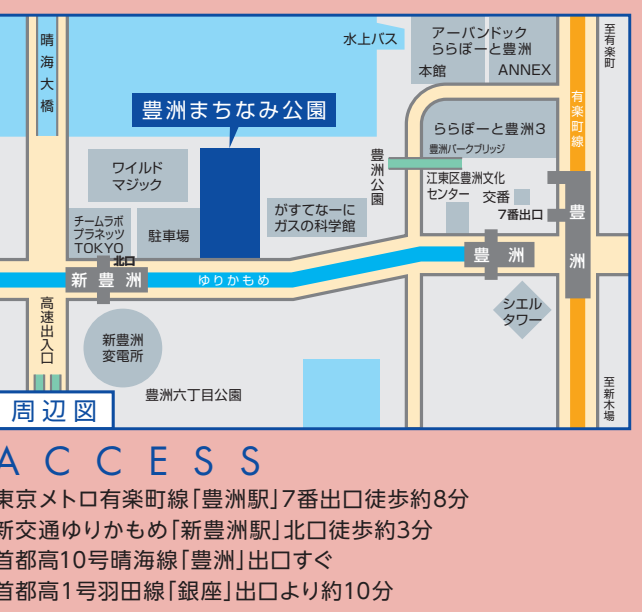 晴海大橋
水上バス
アーバンドック
ららぽーと豊洲
本館
ANNEX
至有楽町
有楽町線
豊洲まちなみ公園
ららぽーと豊洲3
豊洲パークブリッジ
豊洲公園
ワイルド
マジック
江東区豊洲文化
センター
交番
7番出口
チームラボ
プラネッツ
TOKYO
駐車場
がすてなーに
ガスの科学館
北口
新豊洲
ゆりかもめ
豊洲
豊洲
高速出入口
新豊洲
変電所
シエル
タワー
豊洲六丁目公園
至新木場
周辺図
ACCESS
東京メトロ有楽町線「豊洲駅」7番出口徒歩約8分
新交通ゆりかもめ「新豊洲駅」北口徒歩約3分
首都高10号晴海線「豊洲」出口すぐ
首都高1号羽田線「銀座」出口より約10分